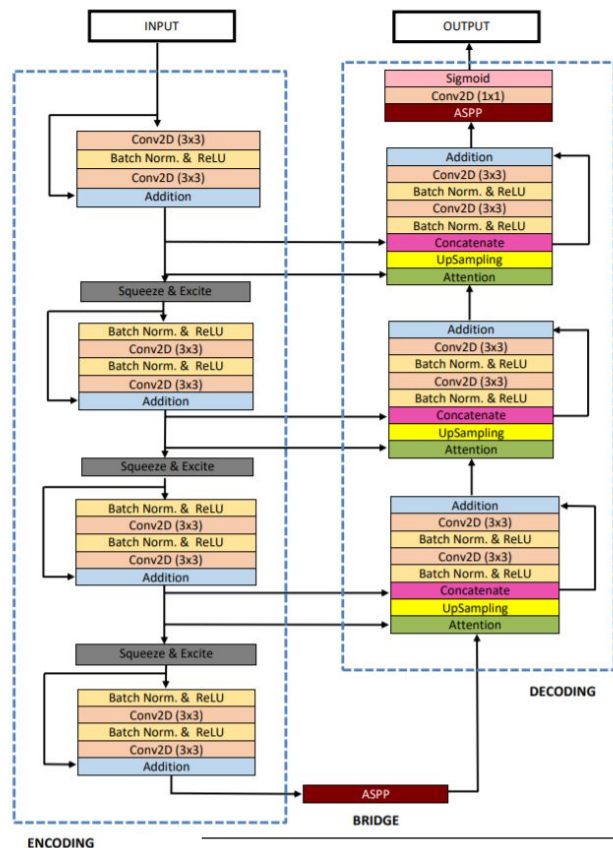 INPUT
Conv2D (3x3)
Batch Norm. & ReLU
Conv2D (3x3)
Addition
Squeeze & Excite
Batch Norm. & ReLU
Conv2D (3x3)
Batch Norm. & ReLU
Conv2D (3x3)
Addition
Squeeze & Excite
Batch Norm. & ReLU
Conv2D (3x3)
Batch Norm. & ReLU
Conv2D (3x3)
Addition
Squeeze & Excite
Batch Norm. & ReLU
Conv2D (3x3)
Batch Norm. & ReLU
Conv2D (3x3)
Addition
ENCODING
ASPP
BRIDGE
OUTPUT
Sigmoid
Conv2D (1x1)
ASPP
Addition
Conv2D (3x3)
Batch Norm. & ReLU
Conv2D (3x3)
Batch Norm. & ReLU
Concatenate
UpSampling
Attention
Addition
Conv2D (3x3)
Batch Norm. & ReLU
Conv2D (3x3)
Batch Norm. & ReLU
Concatenate
UpSampling
Attention
Addition
Conv2D (3x3)
Batch Norm. & ReLU
Conv2D (3x3)
Batch Norm. & ReLU
Concatenate
UpSampling
Attention
DECODING